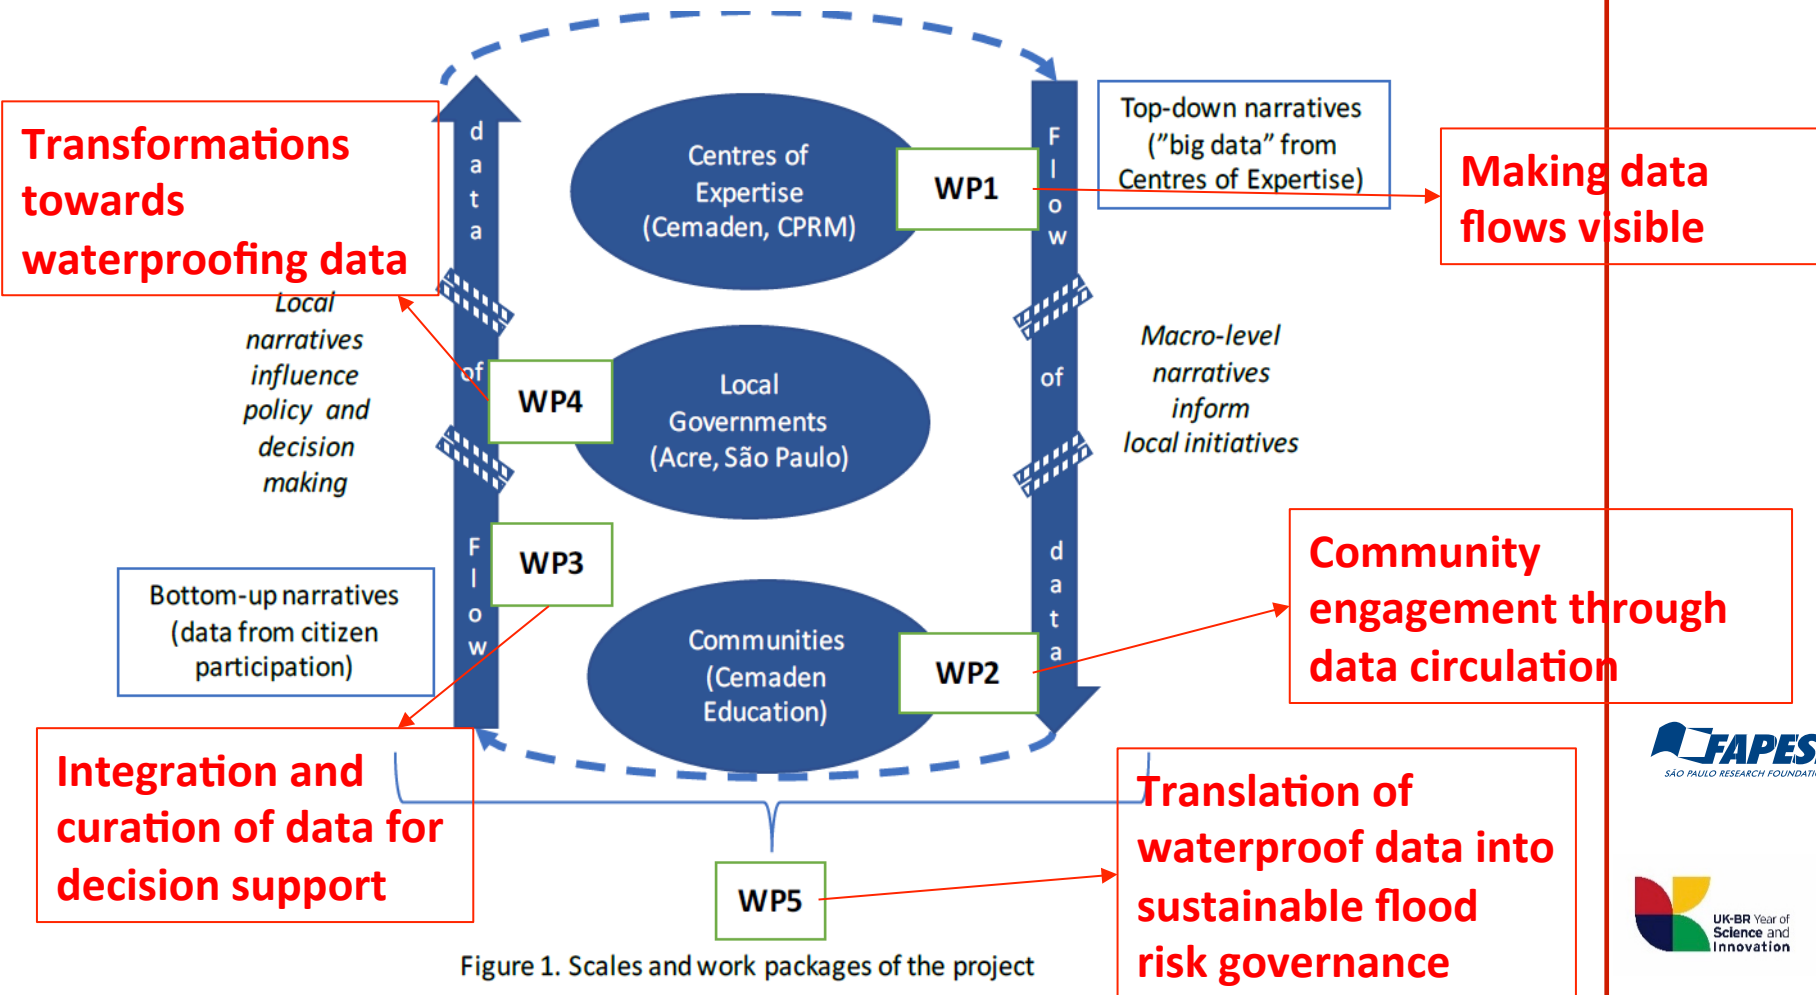 Transformations
towards
waterproofing data
data
of
Flow
Local
narratives
influence
policy and
decision
making
Bottom-up narratives
(data from citizen
participation)
Integration and
curation of data for
decision support
Centres of
Expertise
(Cemaden, CPRM)
WP1
WP4
Local
Governments
(Acre, São Paulo)
WP3
Communities
(Cemaden
Education)
WP2
WP5
Figure 1. Scales and work packages of the project
Flow
of
data
Top-down narratives
("big data" from
Centres of Expertise)
Making data
flows visible
Macro-level
narratives
inform
local initiatives
Community
engagement through
data circulation
Translation of
waterproof data into
sustainable flood
risk governance
FAPES
SÃO PAULO RESEARCH FOUNDATIO
UK-BR Year of
Science and
Innovation